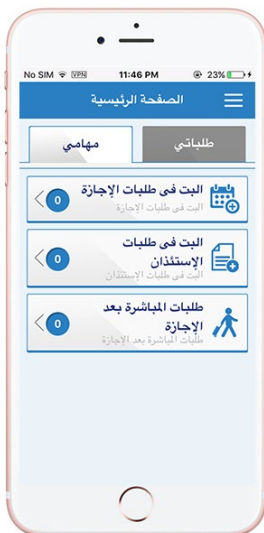 No SIM VPN 11:46 PM 23%
الصفحة الرئيسية
طلباتي مهامي
البت فى طلبات الإجازة
البت فى طلبات الإجازة
0
البت فى طلبات
الإستئذان
البت فى طلبات الإستئذان
0
طلبات المباشرة بعد
الإجازة
طلبات المباشرة بعد الإجازة
0